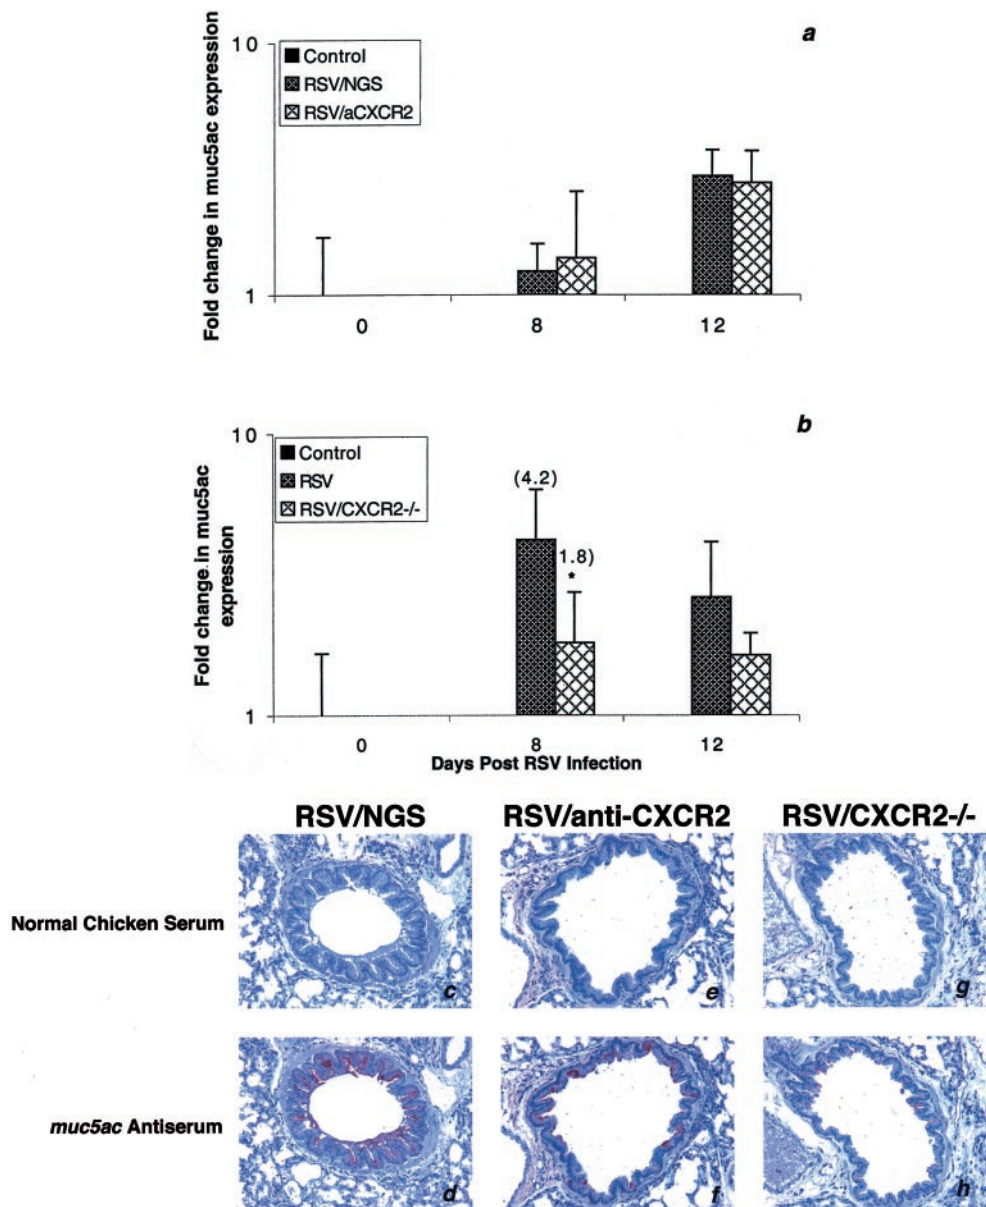 a
10
Control
RSV/NGS
RSV/aCXCR2
Fold change in muc5ac expression
1
0 8 12
b
10
Control
RSV
RSV/CXCR2-/-
(4.2)
1.8)
*
Fold change in muc5ac
expression
1
0 8 12
Days Post RSV Infection
RSV/NGS RSV/anti-CXCR2 RSV/CXCR2-/-
Normal Chicken Serum
c e g
muc5ac Antiserum
d f h